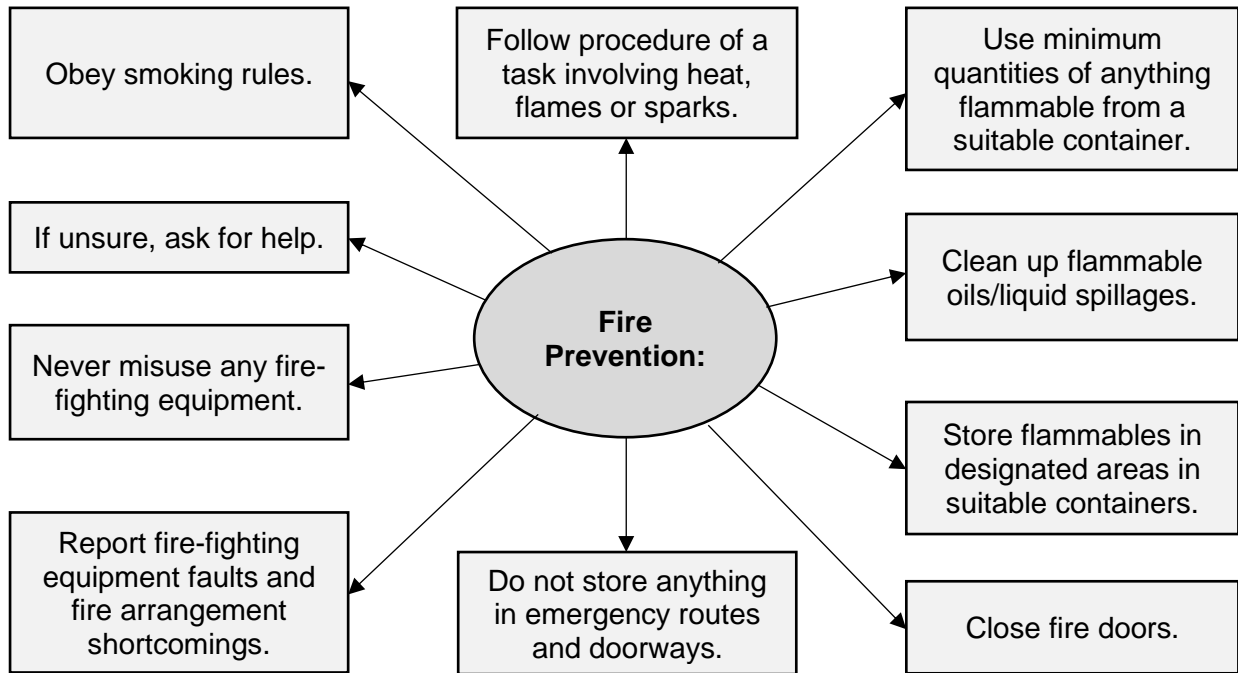 Obey smoking rules.
Follow procedure of a
task involving heat,
flames or sparks.
Use minimum
quantities of anything
flammable from a
suitable container.
If unsure, ask for help.
Clean up flammable
oils/liquid spillages.
Fire
Prevention:
Never misuse any fire-
fighting equipment.
Store flammables in
designated areas in
suitable containers.
Report fire-fighting
equipment faults and
fire arrangement
shortcomings.
Do not store anything
in emergency routes
and doorways.
Close fire doors.